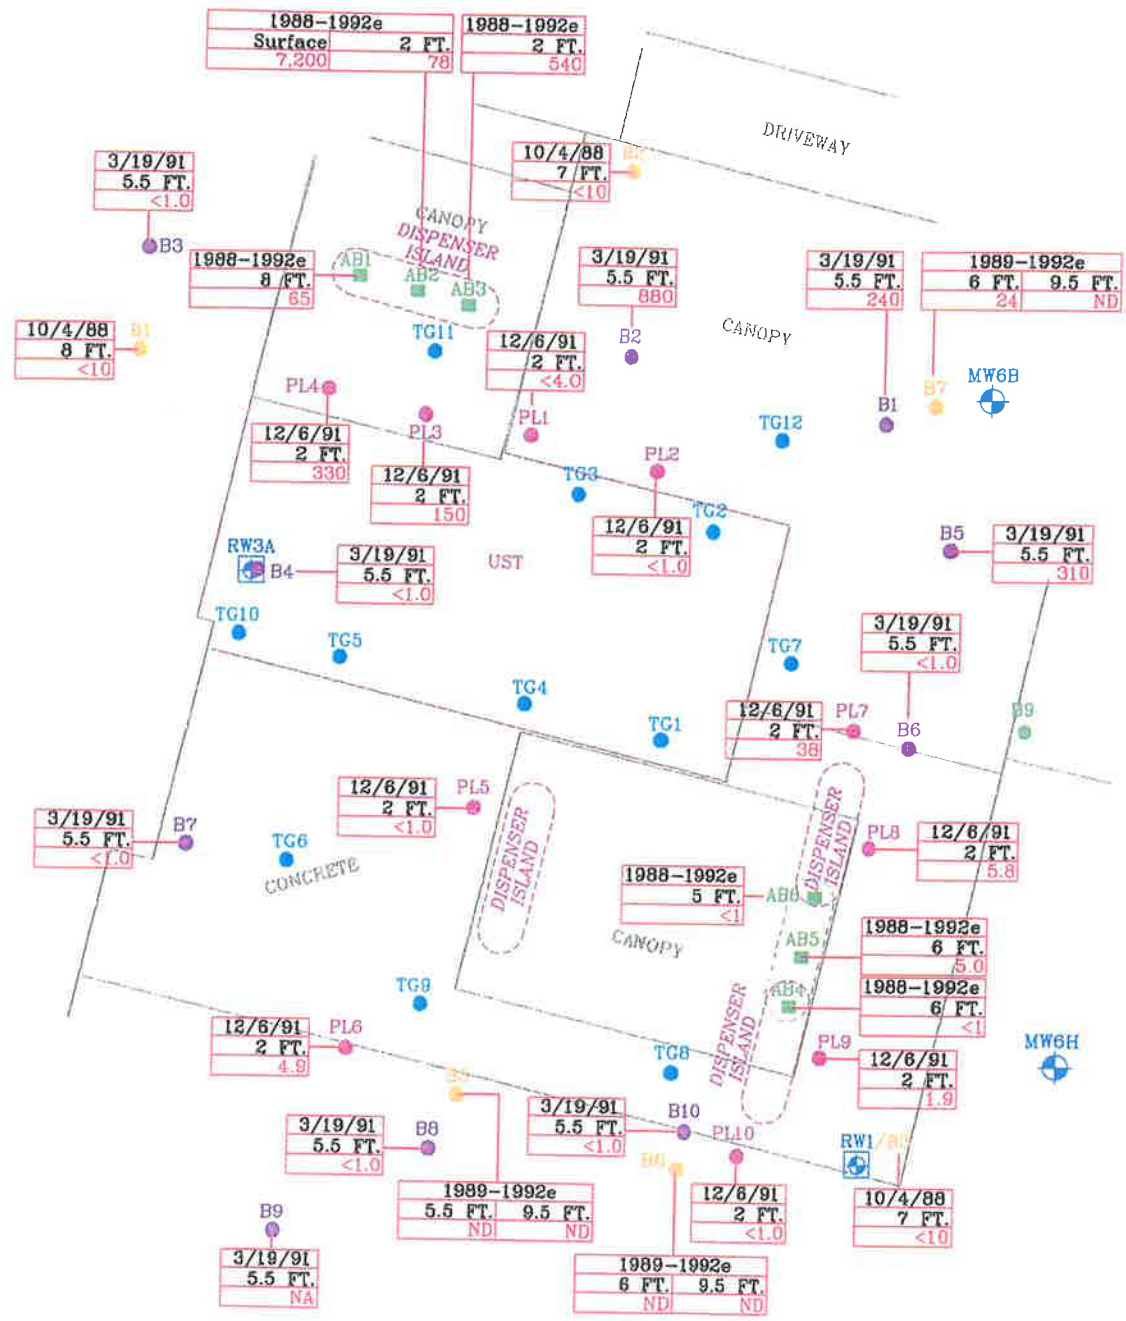 1988-1992e
Surface 2 FT.
7,200 78
1988-1992e
2 FT.
540
DRIVEWAY
3/19/91
5.5 FT.
<1.0
B3
10/4/88
7 FT.
<10
CANOPY
DISPENSER
ISLAND
1988-1992e
8 FT.
65
AB1
AB2
AB3
3/19/91
5.5 FT.
880
B2
3/19/91
5.5 FT.
240
1989-1992e
6 FT. 9.5 FT.
24 ND
10/4/88
8 FT.
<10
B1
TG11
12/6/91
2 FT.
<4.0
CANOPY
MW6B
B7
B1
PL4
PL3
PL1
TG12
12/6/91
2 FT.
330
12/6/91
2 FT.
150
TG3
PL2
TG2
12/6/91
2 FT.
<1.0
B5
3/19/91
5.5 FT.
310
RW3A
B4
3/19/91
5.5 FT.
<1.0
UST
TG10
TG5
3/19/91
5.5 FT.
<1.0
TG7
TG4
TG1
12/6/91
2 FT.
38
PL7
B6
B9
12/6/91
2 FT.
<1.0
PL5
3/19/91
5.5 FT.
<1.0
B7
TG6
CONCRETE
DISPENSER
ISLAND
DISPENSER
ISLAND
PL8
12/6/91
2 FT.
5.8
1988-1992e
5 FT.
<1
AB6
CANOPY
AB5
1988-1992e
6 FT.
5.0
AB4
1988-1992e
6 FT.
<1
TG9
12/6/91
2 FT.
4.9
PL6
DISPENSER
ISLAND
TG8
PL9
12/6/91
2 FT.
1.9
MW6H
3/19/91
5.5 FT.
<1.0
B8
3/19/91
5.5 FT.
<1.0
B10
PL10
B6
RW1
1989-1992e
5.5 FT. 9.5 FT.
ND ND
12/6/91
2 FT.
<1.0
10/4/88
7 FT.
<10
B9
3/19/91
5.5 FT.
NA
1989-1992e
6 FT. 9.5 FT.
ND ND